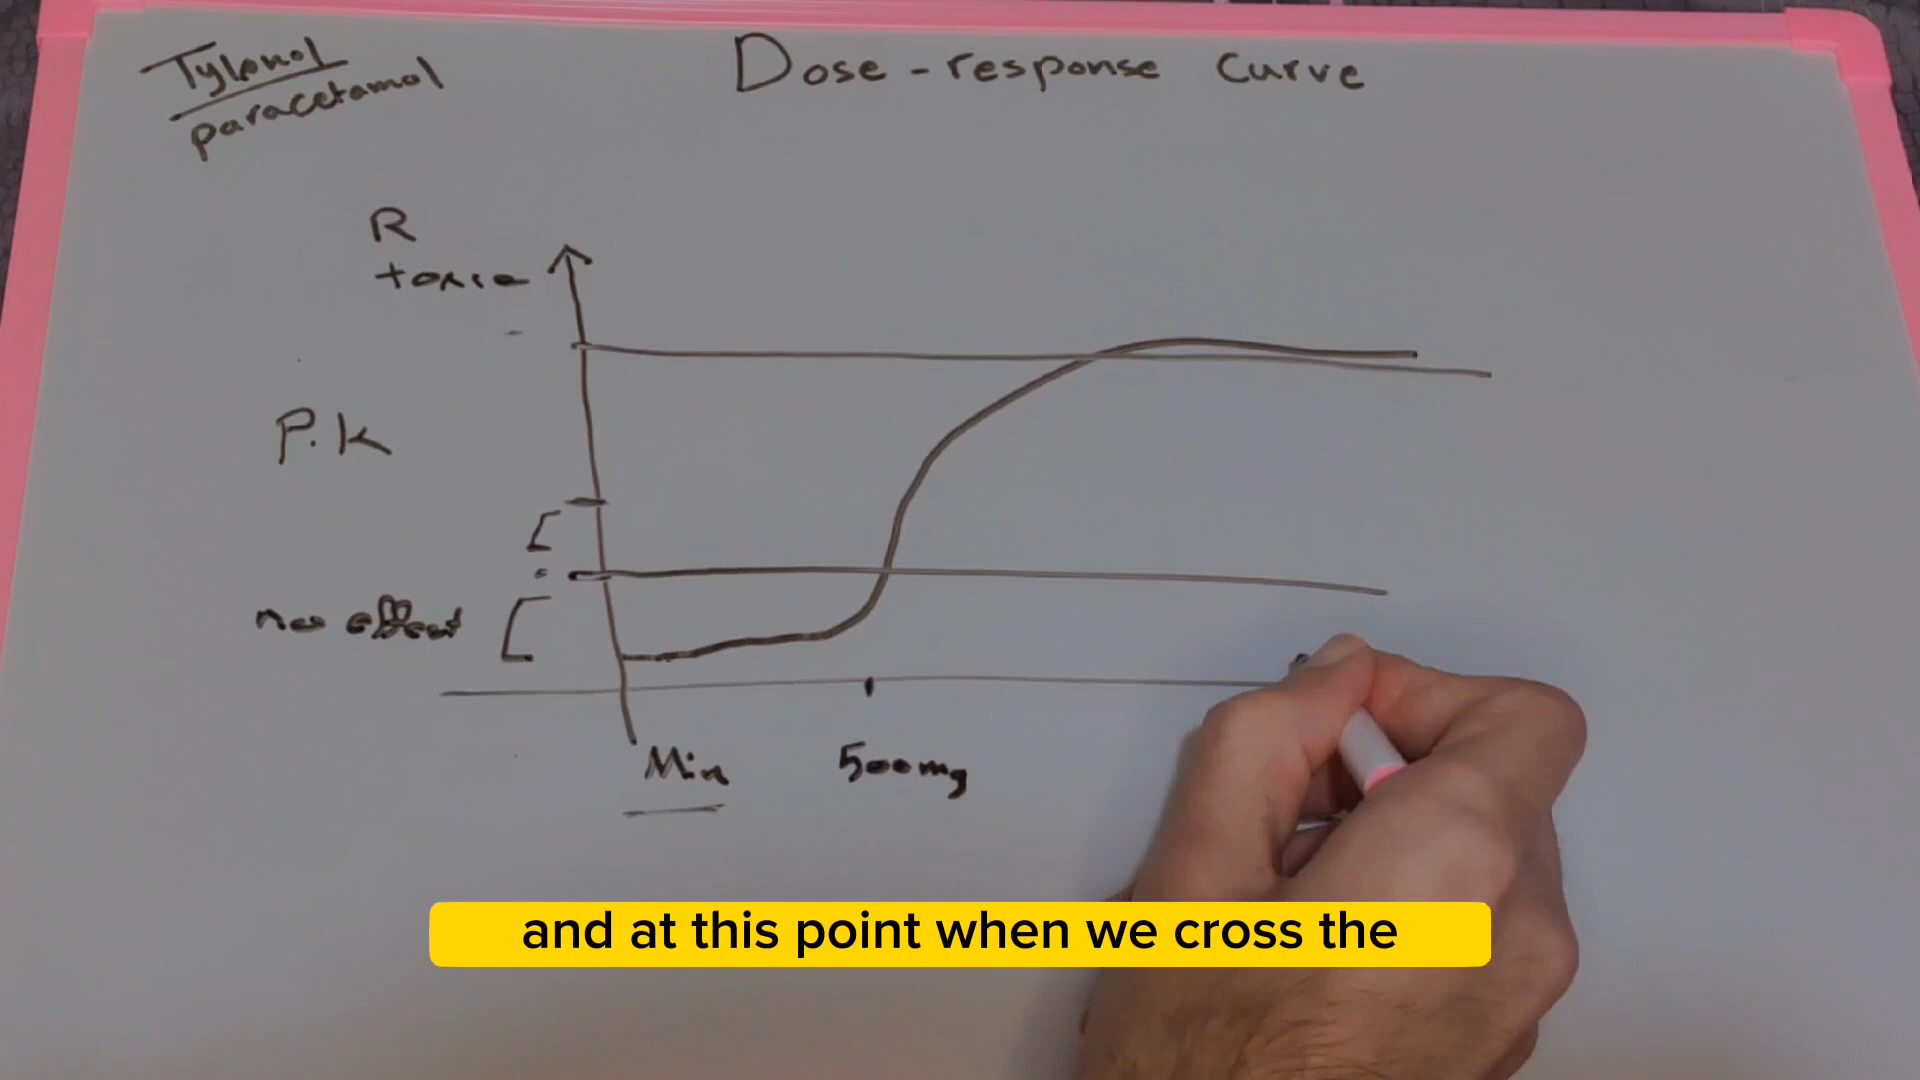 Tylenol
paracetamol
Dose-response Curve
R
toxic
P.K
no effect
Min
500mg
and at this point when we cross the